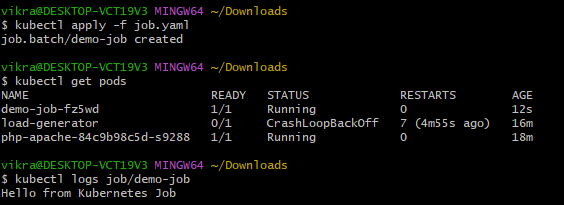 vikra@DESKTOP-VCT19V3 MINGW64 ~/Downloads
$ kubectl apply -f job.yaml
job.batch/demo-job created
vikra@DESKTOP-VCT19V3 MINGW64 ~/Downloads
$ kubectl get pods
NAME READY STATUS RESTARTS AGE
demo-job-fz5wd 1/1 Running 0 12s
load-generator 0/1 CrashLoopBackOff 7 (4m55s ago) 16m
php-apache-84c9b98c5d-s9288 1/1 Running 0 18m
vikra@DESKTOP-VCT19V3 MINGW64 ~/Downloads
$ kubectl logs job/demo-job
Hello from Kubernetes Job